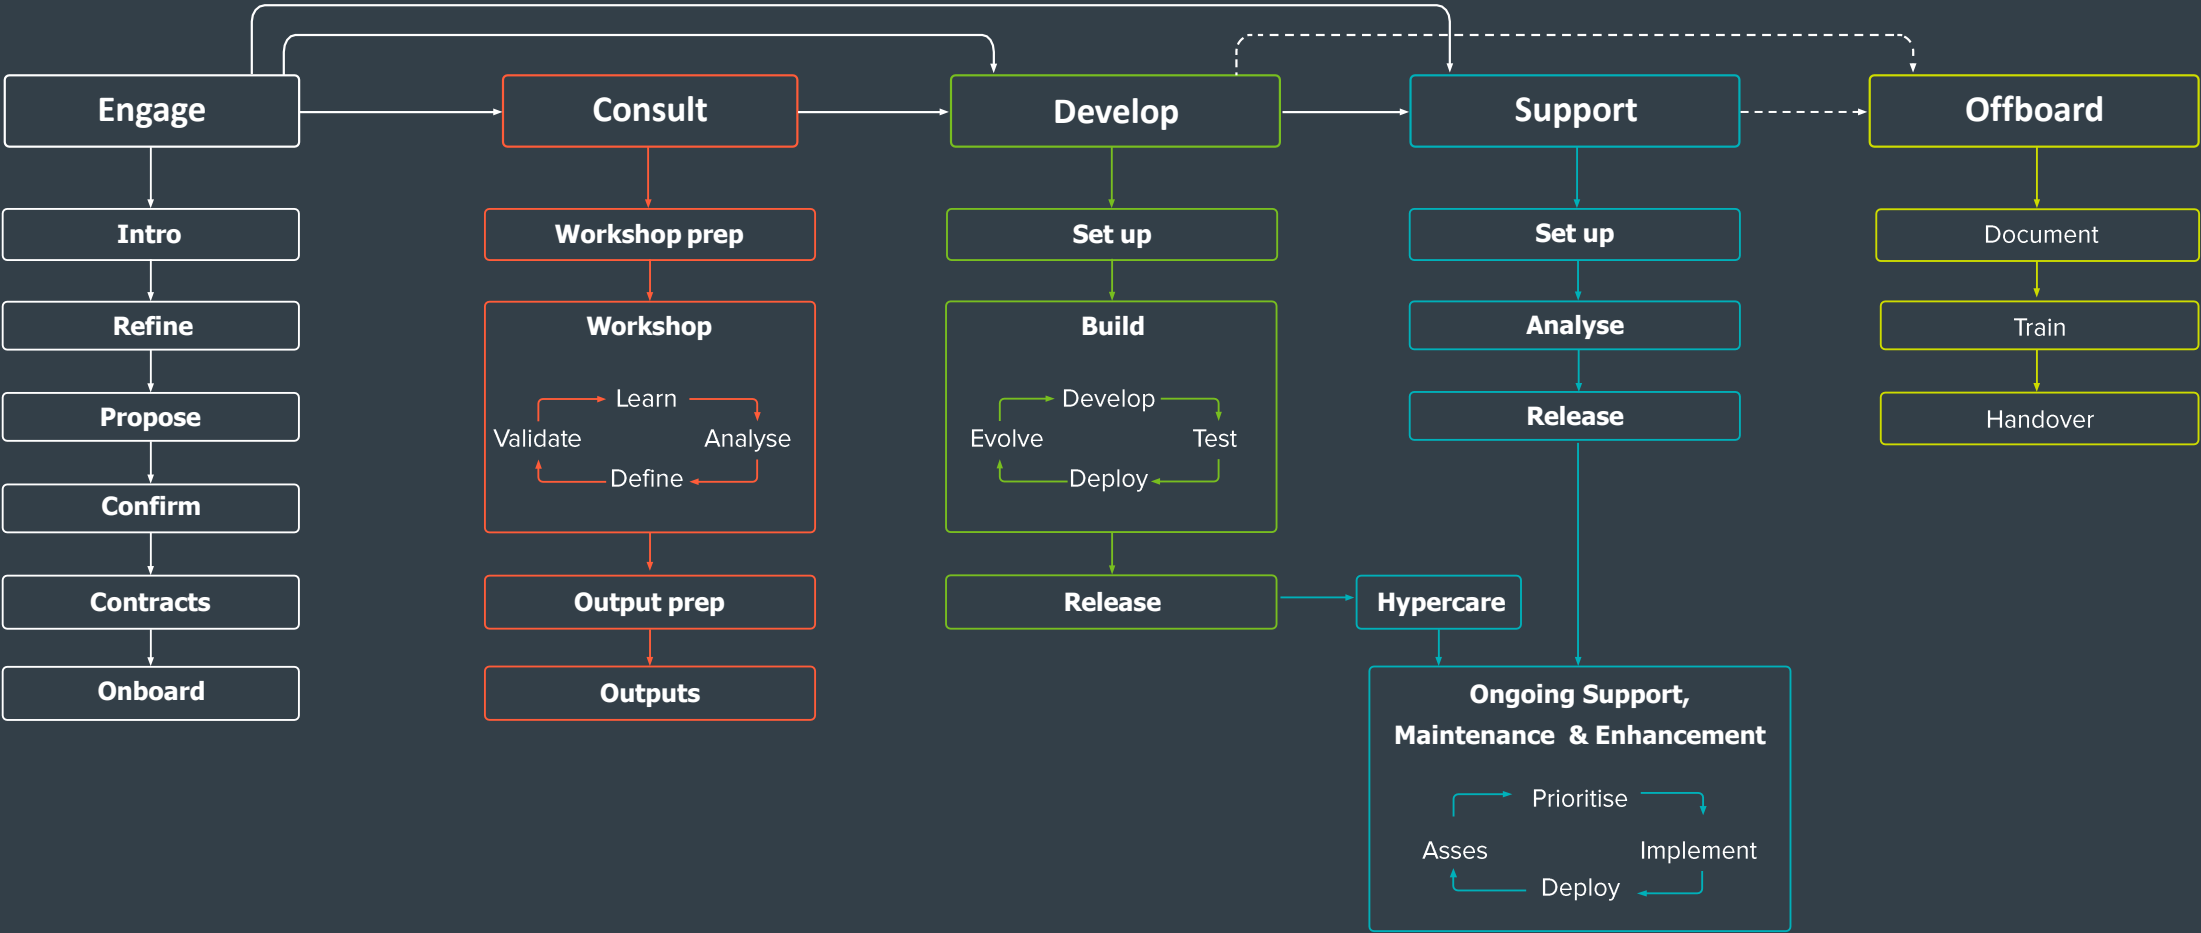 Engage
Consult
Develop
Support
Offboard
Intro
Refine
Propose
Confirm
Contracts
Onboard
Workshop prep
Workshop
Learn
Validate
Analyse
Define
Output prep
Outputs
Set up
Build
Develop
Evolve
Test
Deploy
Release
Set up
Analyse
Release
Hypercare
Ongoing Support,
Maintenance & Enhancement
Prioritise
Asses
Implement
Deploy
Document
Train
Handover